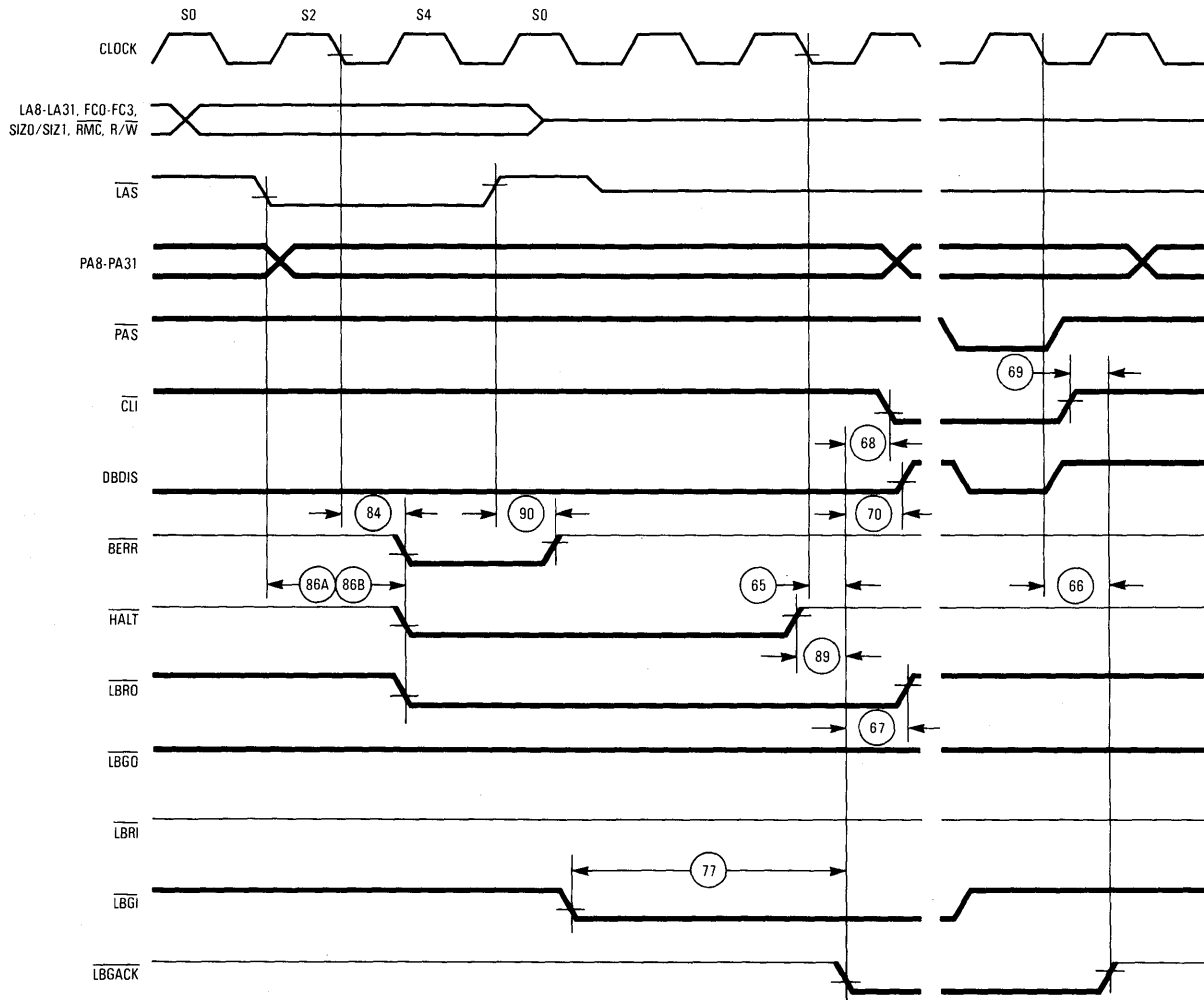 S0 S2 S4 S0
CLOCK
LA8-LA31, FC0-FC3,
SIZ0/SIZ1, RMC, R/W
LAS
PA8-PA31
PAS
69
CLI
68
DBDIS
84 90 70
BERR
86A 86B 65 66
HALT
89
LBRO
67
LBGO
LBRI
77
LBGI
LBGACK